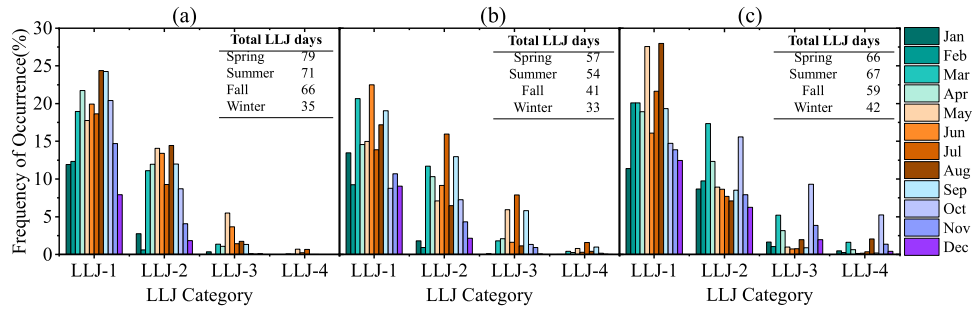 (a) (b) (c)
Frequency of Occurrence(%)
30
25
20
15
10
5
0
Total LLJ days
Spring 79
Summer 71
Fall 66
Winter 35
Total LLJ days
Spring 57
Summer 54
Fall 41
Winter 33
Total LLJ days
Spring 66
Summer 67
Fall 59
Winter 42
Jan
Feb
Mar
Apr
May
Jun
Jul
Aug
Sep
Oct
Nov
Dec
LLJ-1 LLJ-2 LLJ-3 LLJ-4 LLJ-1 LLJ-2 LLJ-3 LLJ-4 LLJ-1 LLJ-2 LLJ-3 LLJ-4
LLJ Category LLJ Category LLJ Category